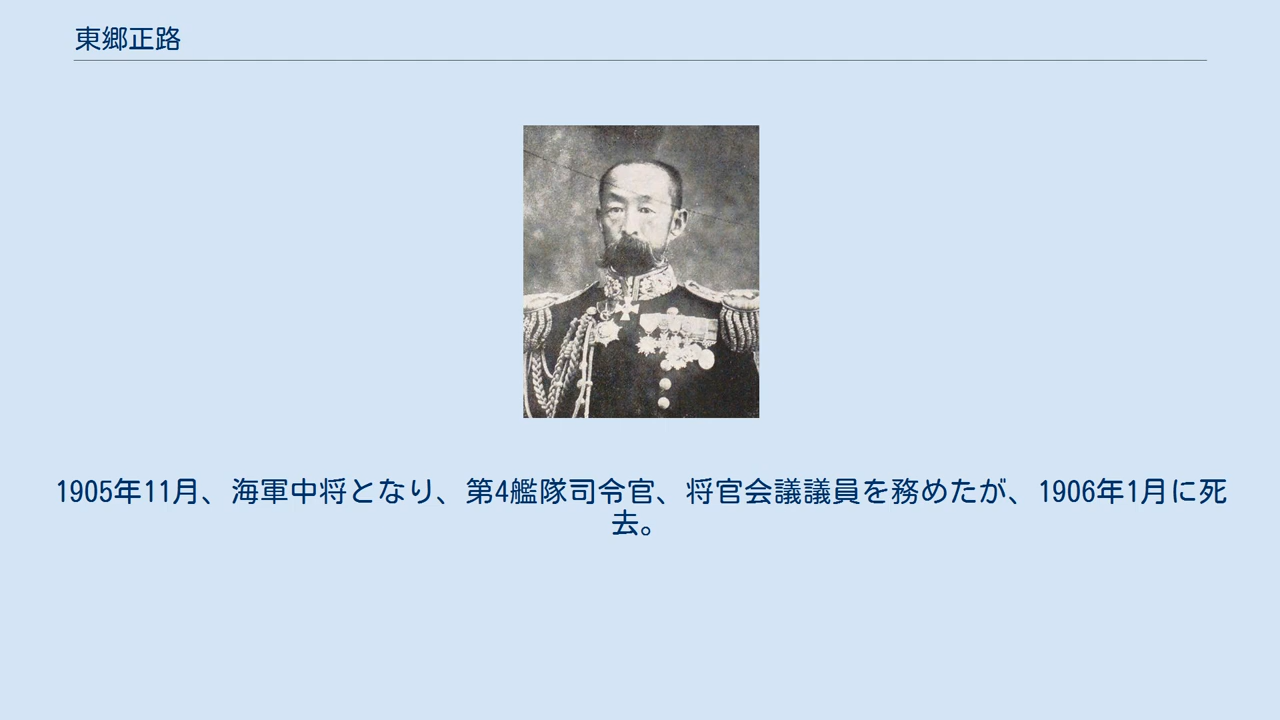 東郷正路
1905年11月、海軍中将となり、第4艦隊司令官、将官会議議員を務めたが、1906年1月に死
去。